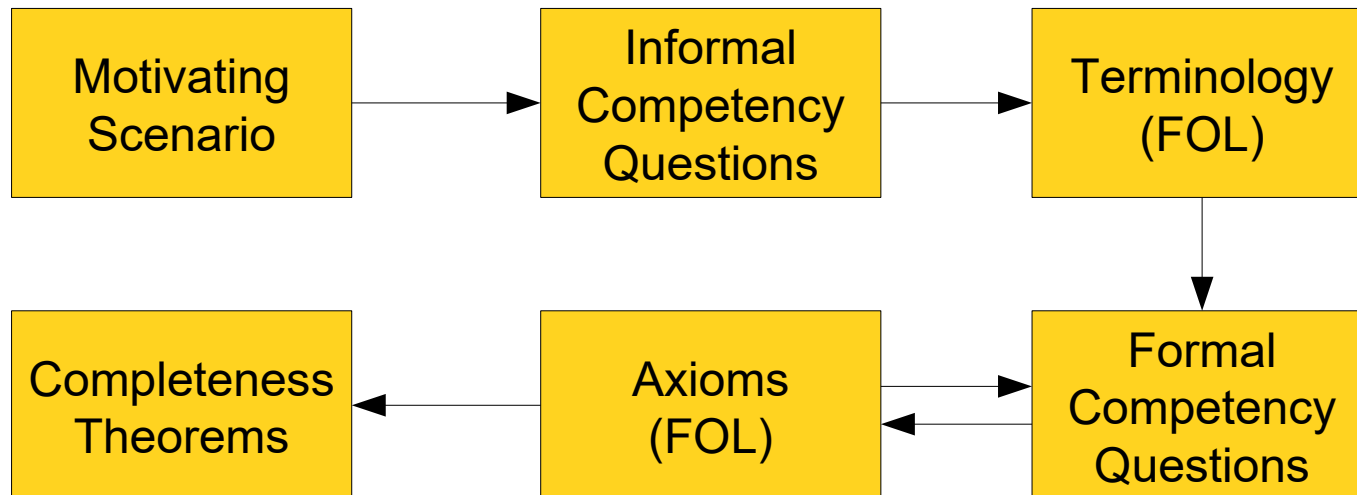 Motivating
Scenario
Informal
Competency
Questions
Terminology
(FOL)
Completeness
Theorems
Axioms
(FOL)
Formal
Competency
Questions